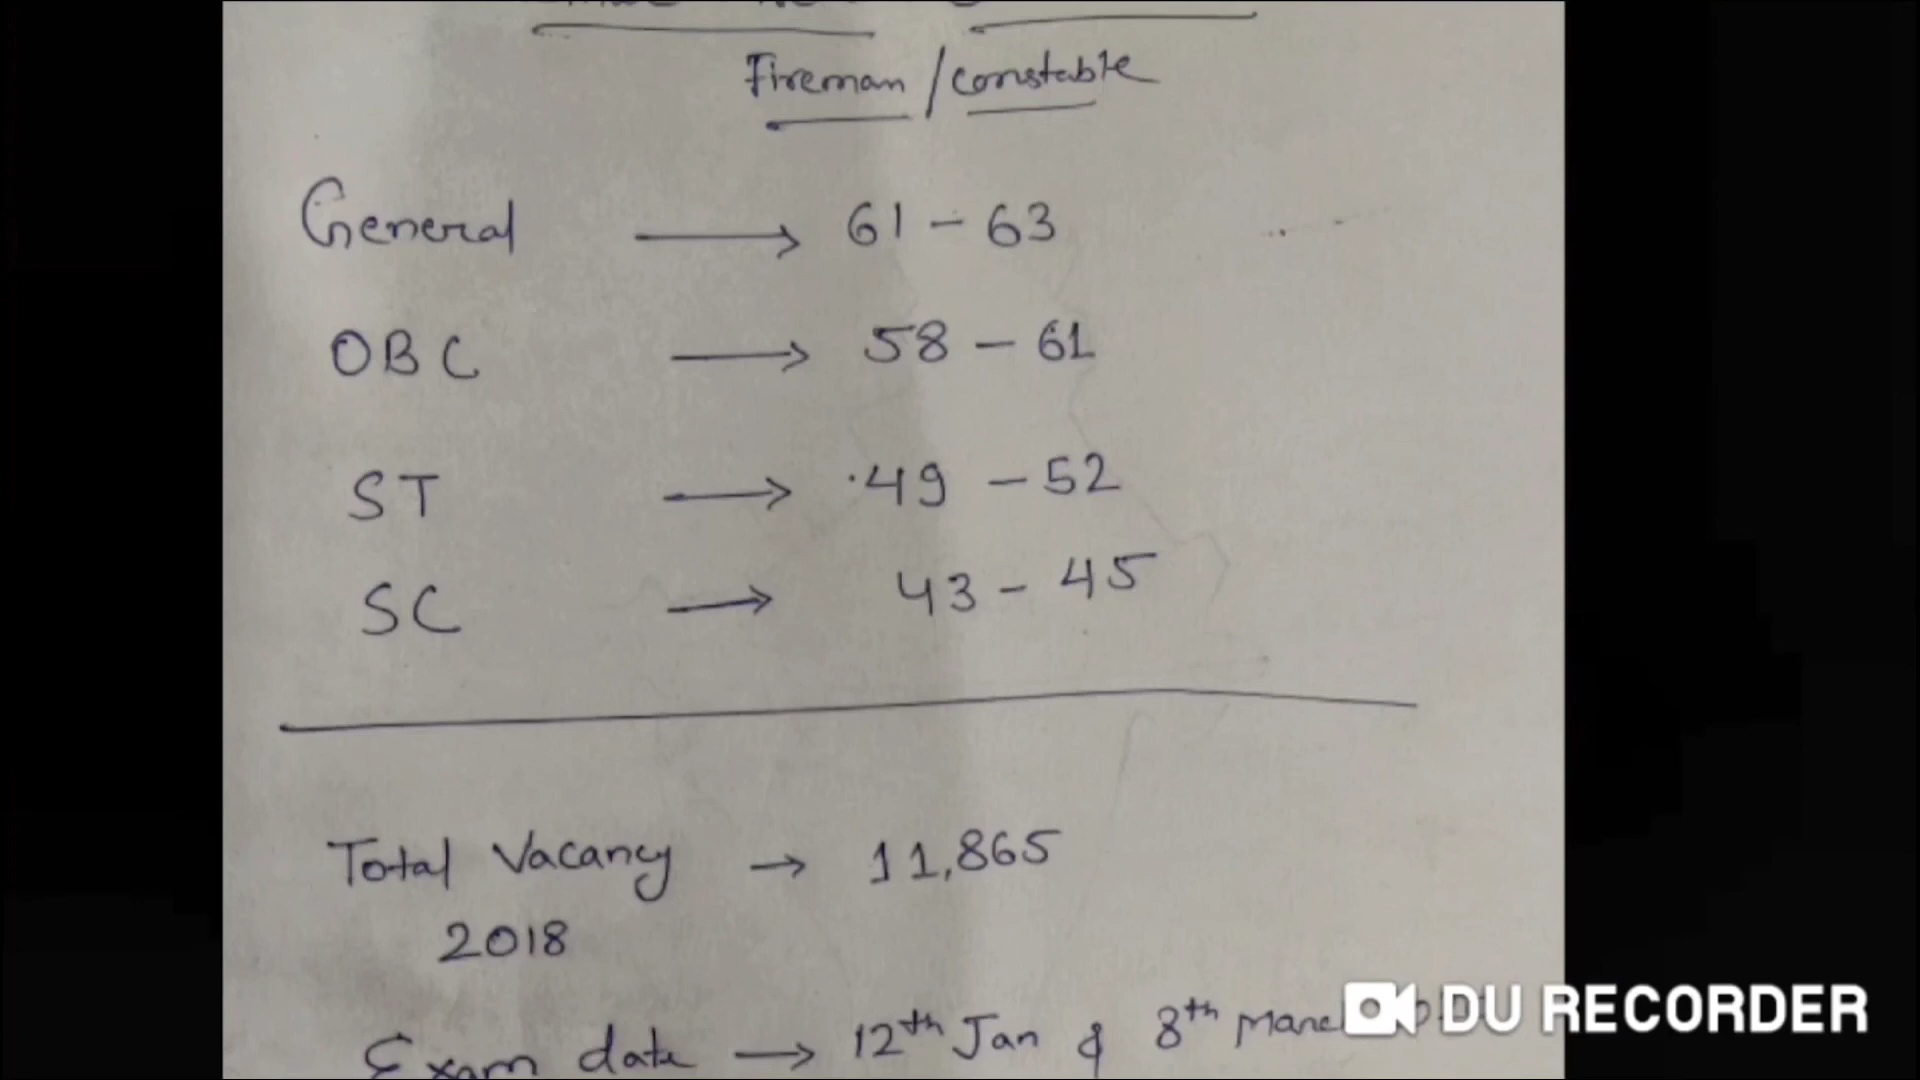 Fireman / constable
General → 61 - 63
OBC → 58 - 61
ST → 49 - 52
SC → 43 - 45
Total Vacancy → 11,865
2018
Exam date → 12th Jan & 8th
DU RECORDER